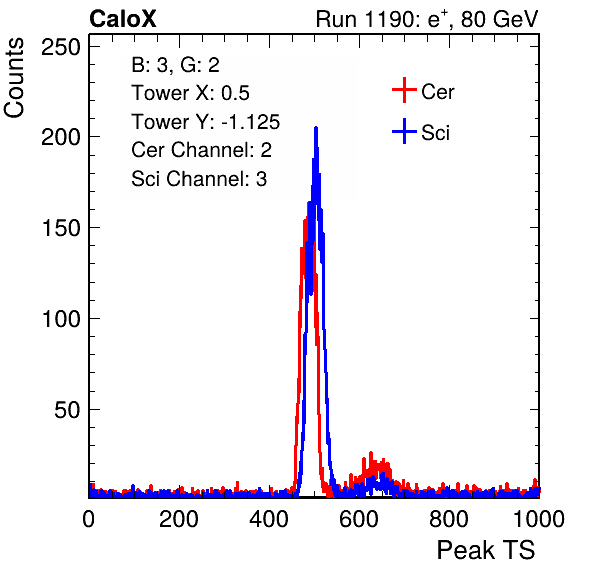 CaloX Run 1190: e+, 80 GeV
B: 3, G: 2
Tower X: 0.5
Tower Y: -1.125
Cer Channel: 2
Sci Channel: 3
Cer
Sci
Counts
250
200
150
100
50
0 200 400 600 800 1000
Peak TS